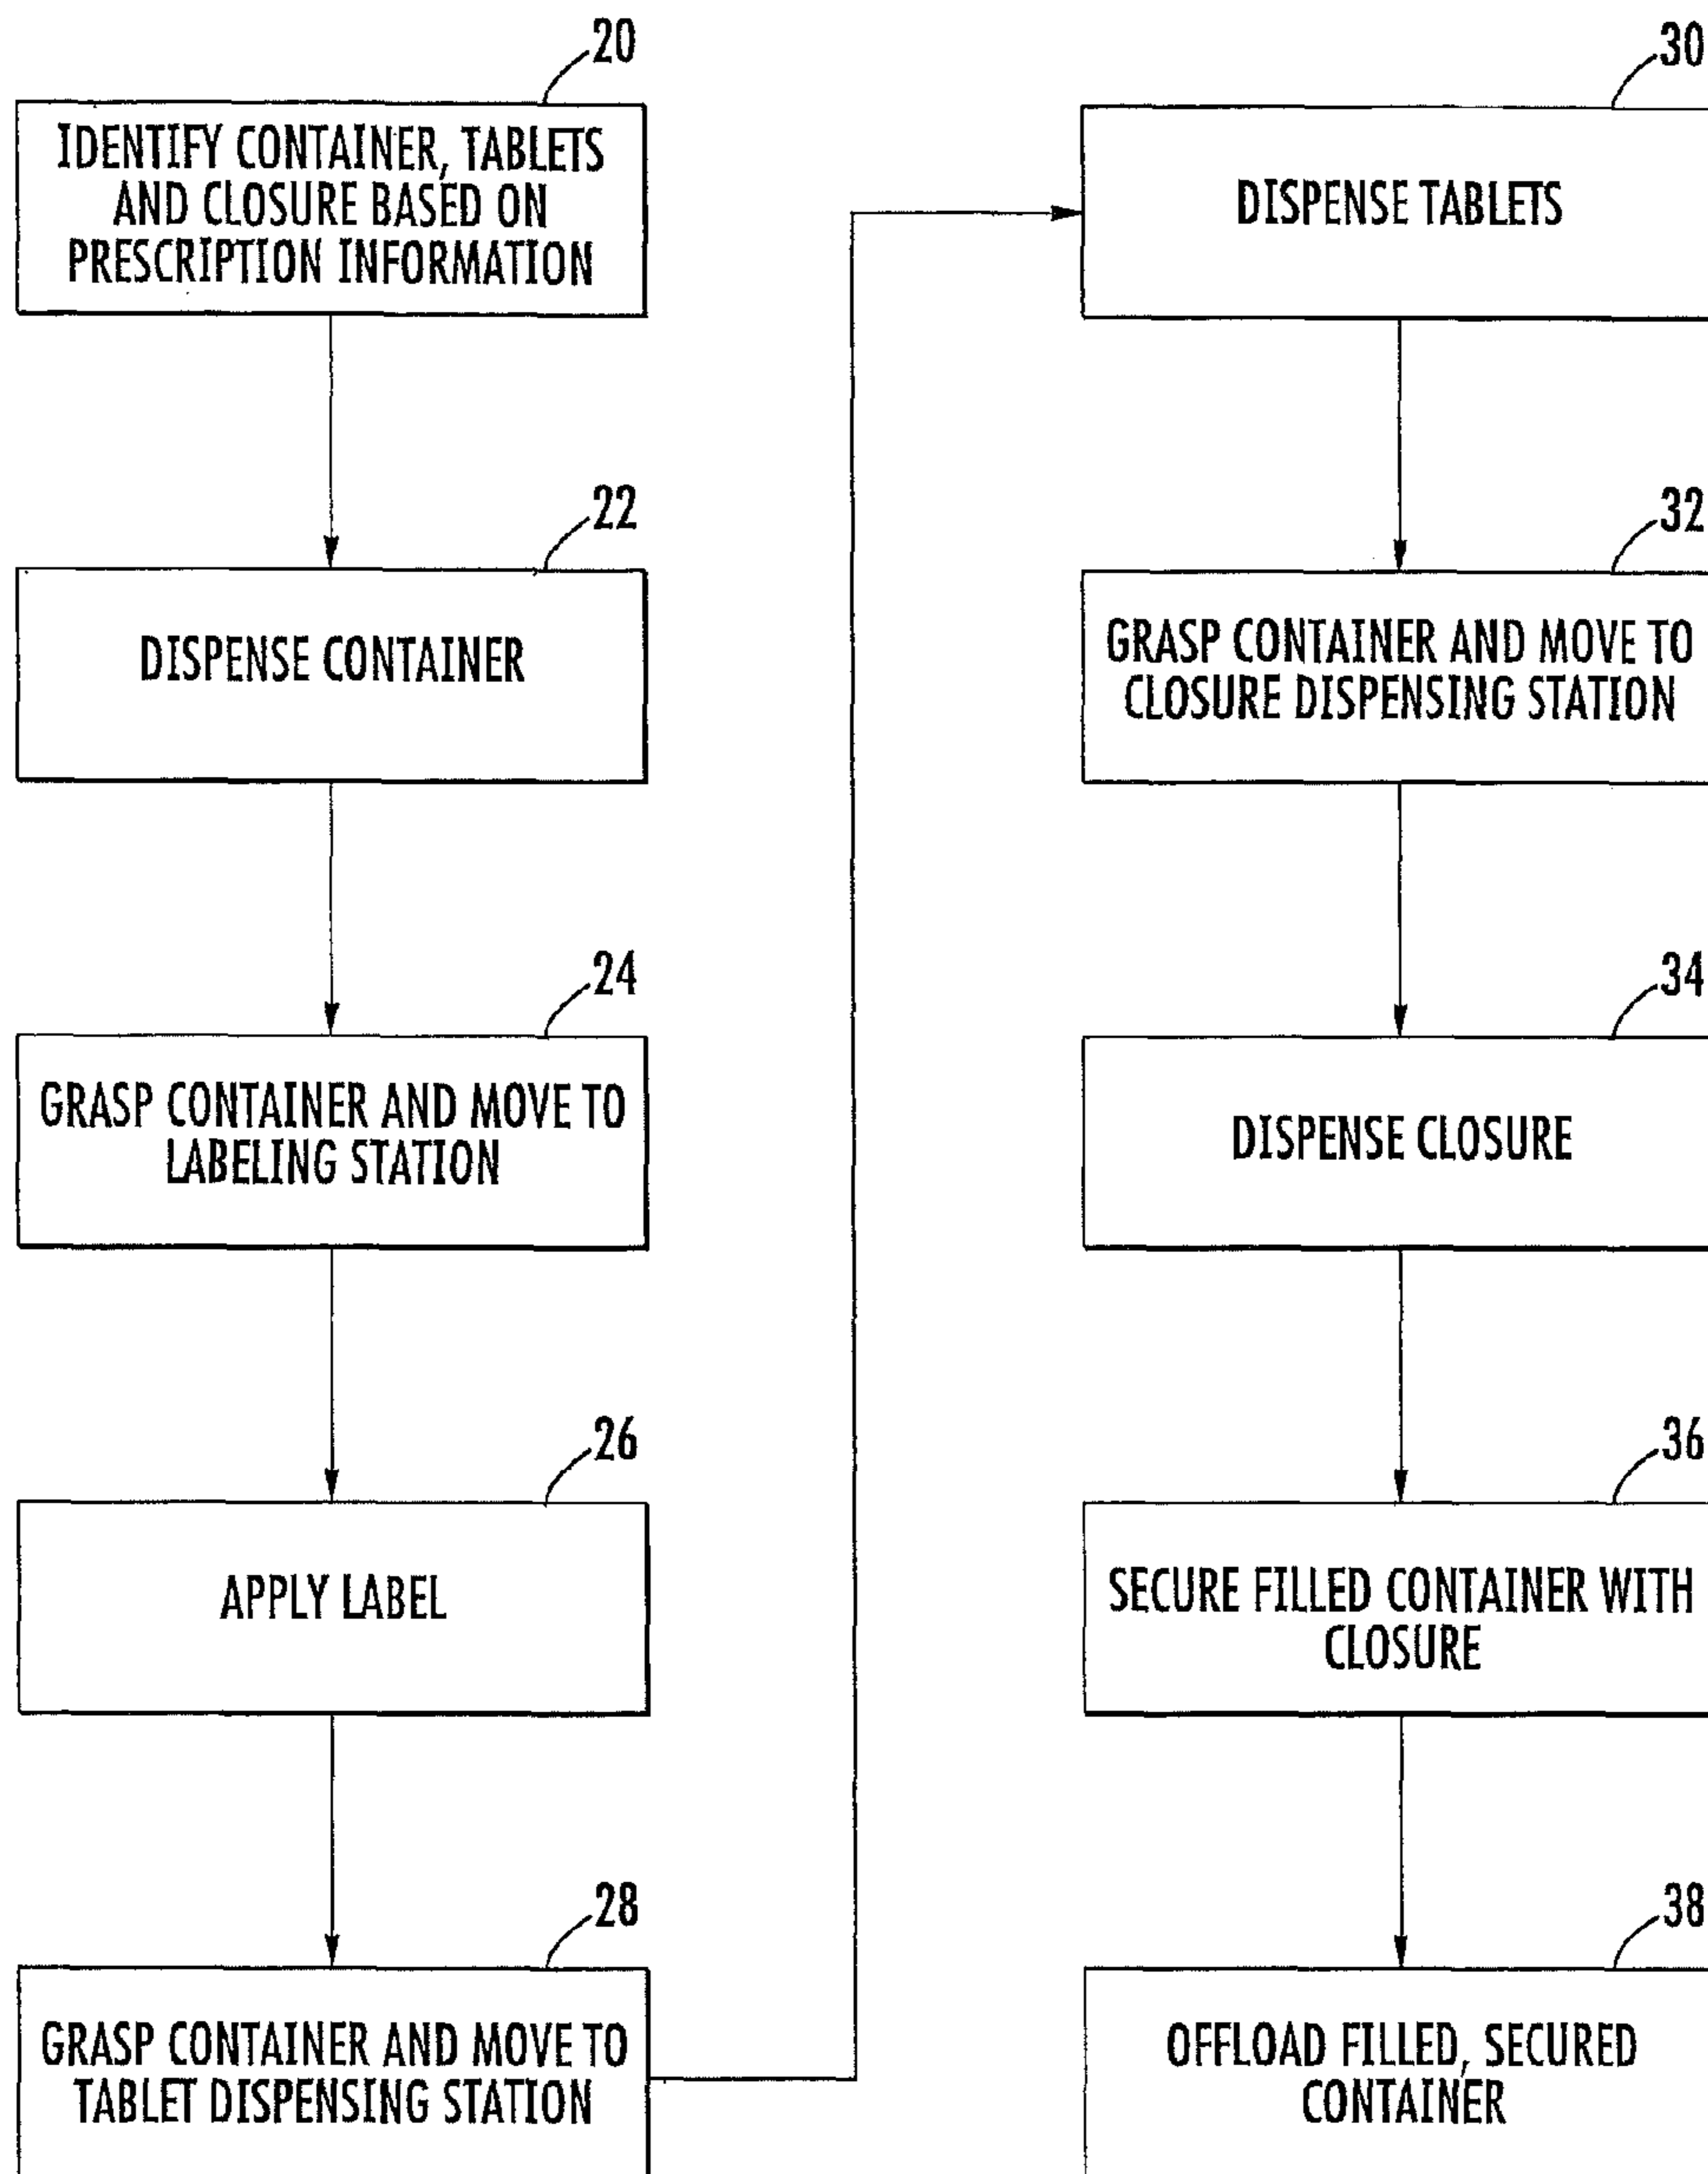 20
IDENTIFY CONTAINER, TABLETS
AND CLOSURE BASED ON
PRESCRIPTION INFORMATION
22
DISPENSE CONTAINER
24
GRASP CONTAINER AND MOVE TO
LABELING STATION
26
APPLY LABEL
28
GRASP CONTAINER AND MOVE TO
TABLET DISPENSING STATION
30
DISPENSE TABLETS
32
GRASP CONTAINER AND MOVE TO
CLOSURE DISPENSING STATION
34
DISPENSE CLOSURE
36
SECURE FILLED CONTAINER WITH
CLOSURE
38
OFFLOAD FILLED, SECURED
CONTAINER